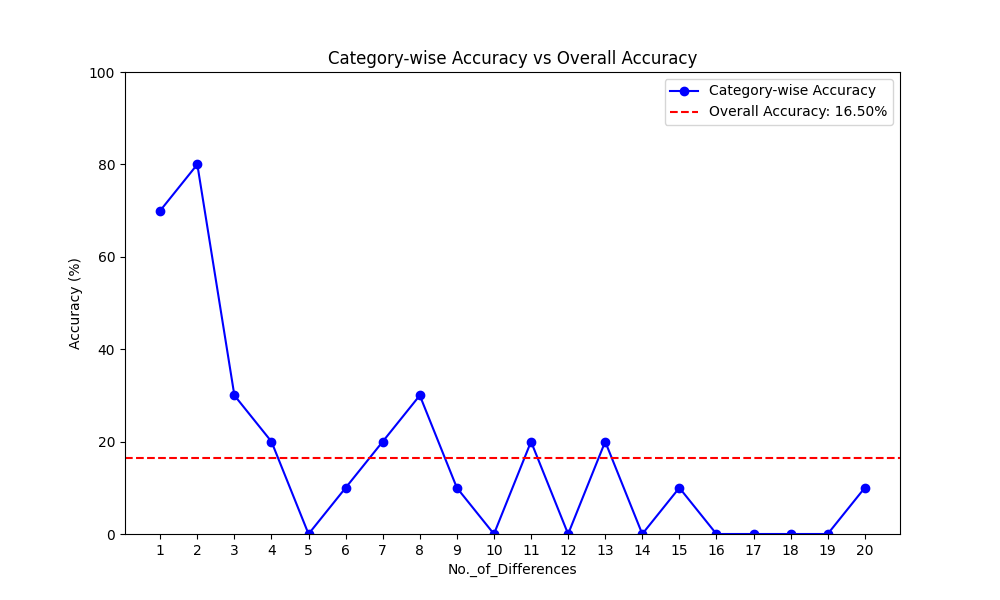 Category-wise Accuracy vs Overall Accuracy
100
80
60
40
20
0
Accuracy (%)
Category-wise Accuracy
Overall Accuracy: 16.50%
1 2 3 4 5 6 7 8 9 10 11 12 13 14 15 16 17 18 19 20
No._of_Differences